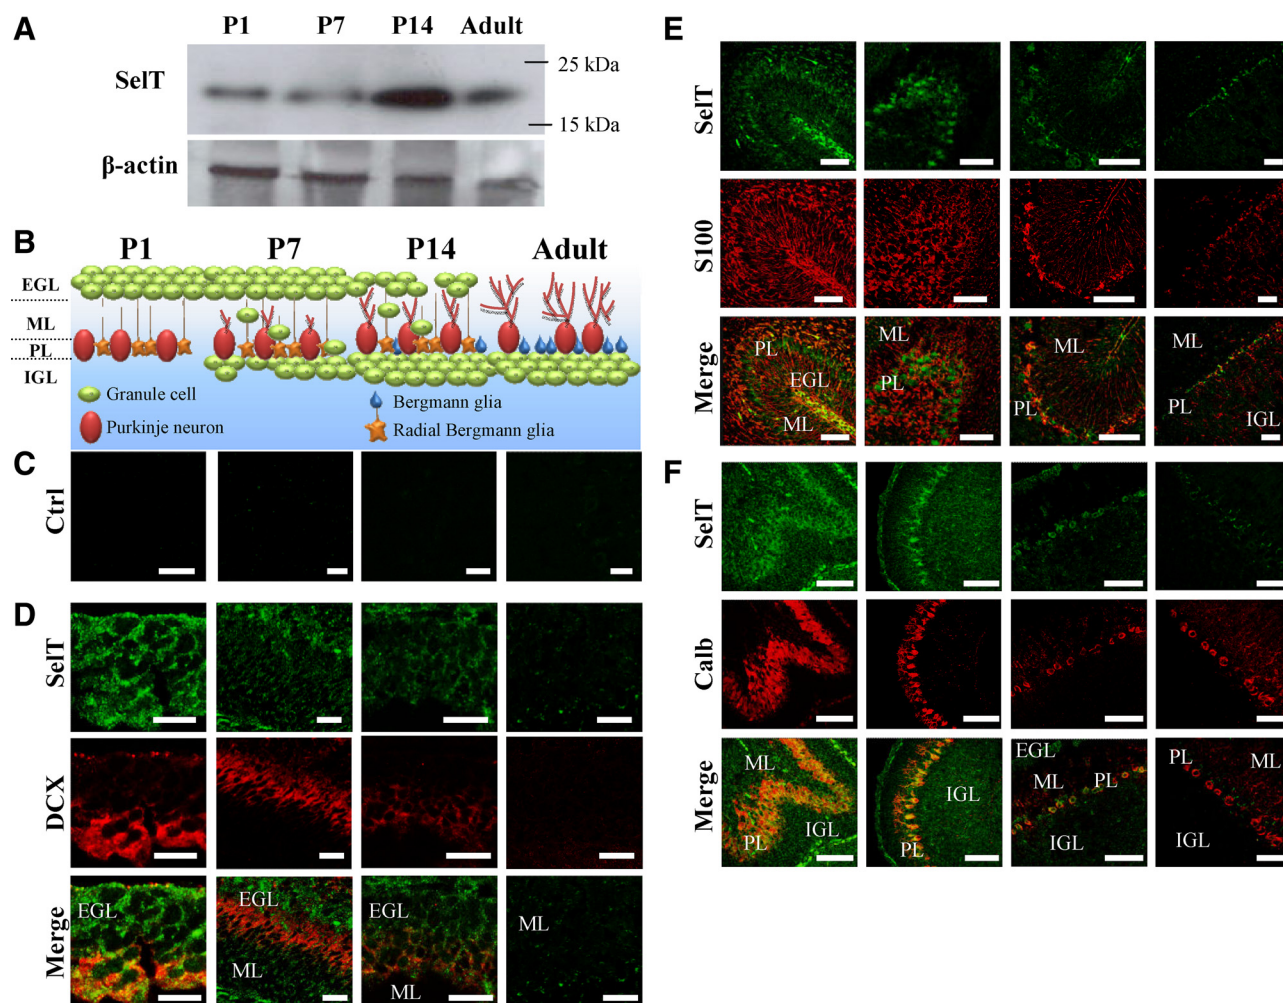 A
P1 P7 P14 Adult
SelT
25 kDa
15 kDa
β-actin
B
P1 P7 P14 Adult
EGL
ML
PL
IGL
Granule cell
Purkinje neuron
Bergmann glia
Radial Bergmann glia
C
Ctrl
D
SelT
DCX
Merge
EGL
EGL
ML
EGL
ML
ML
E
SelT
S100
Merge
PL
EGL
ML
ML
PL
ML
PL
ML
PL
IGL
F
SelT
Calb
Merge
ML
PL
IGL
IGL
PL
EGL
ML
PL
IGL
PL
ML
IGL